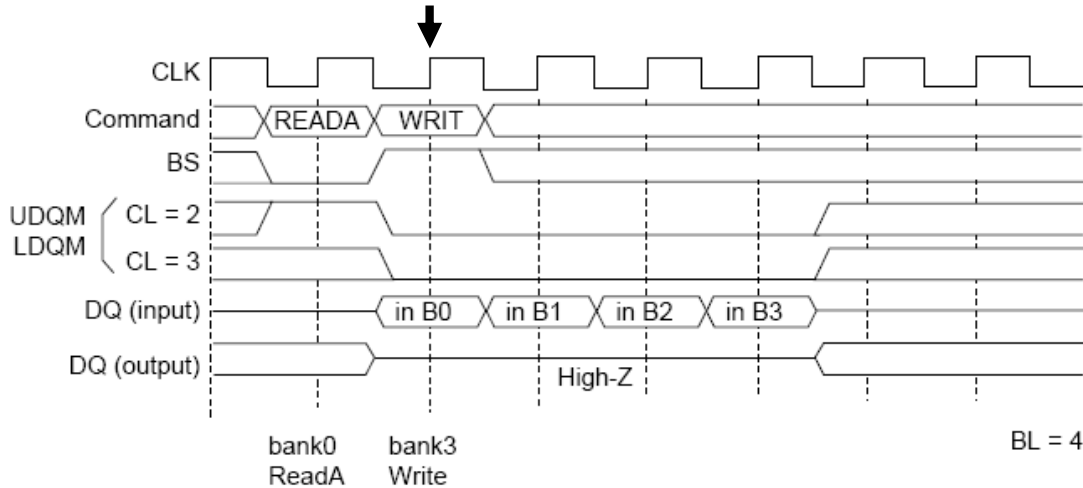 CLK
Command READA WRIT
BS
UDQM LDQM CL = 2
CL = 3
DQ (input) in B0 in B1 in B2 in B3
DQ (output) High-Z
bank0 bank3 BL = 4
ReadA Write